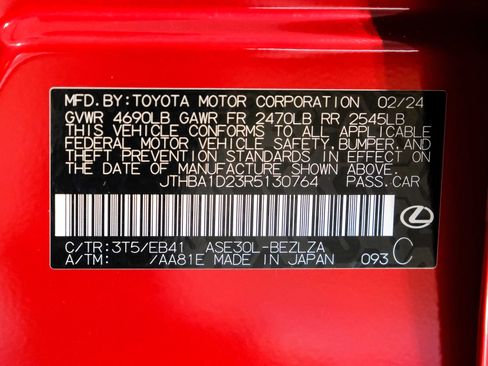 MFD.BY:TOYOTA MOTOR CORPORATION 02/24
GVWR 4690LB GAWR FR 2470LB RR 2545LB
THIS VEHICLE CONFORMS TO ALL APPLICABLE
FEDERAL MOTOR VEHICLE SAFETY,BUMPER,AND
THEFT PREVENTION STANDARDS IN EFFECT ON
THE DATE OF MANUFACTURE SHOWN ABOVE.
JTHBA1D23R5130764 PASS.CAR
C/TR:3T5/EB41 ASE30L-BEZLZA
A/TM: /AA81E MADE IN JAPAN 093 C